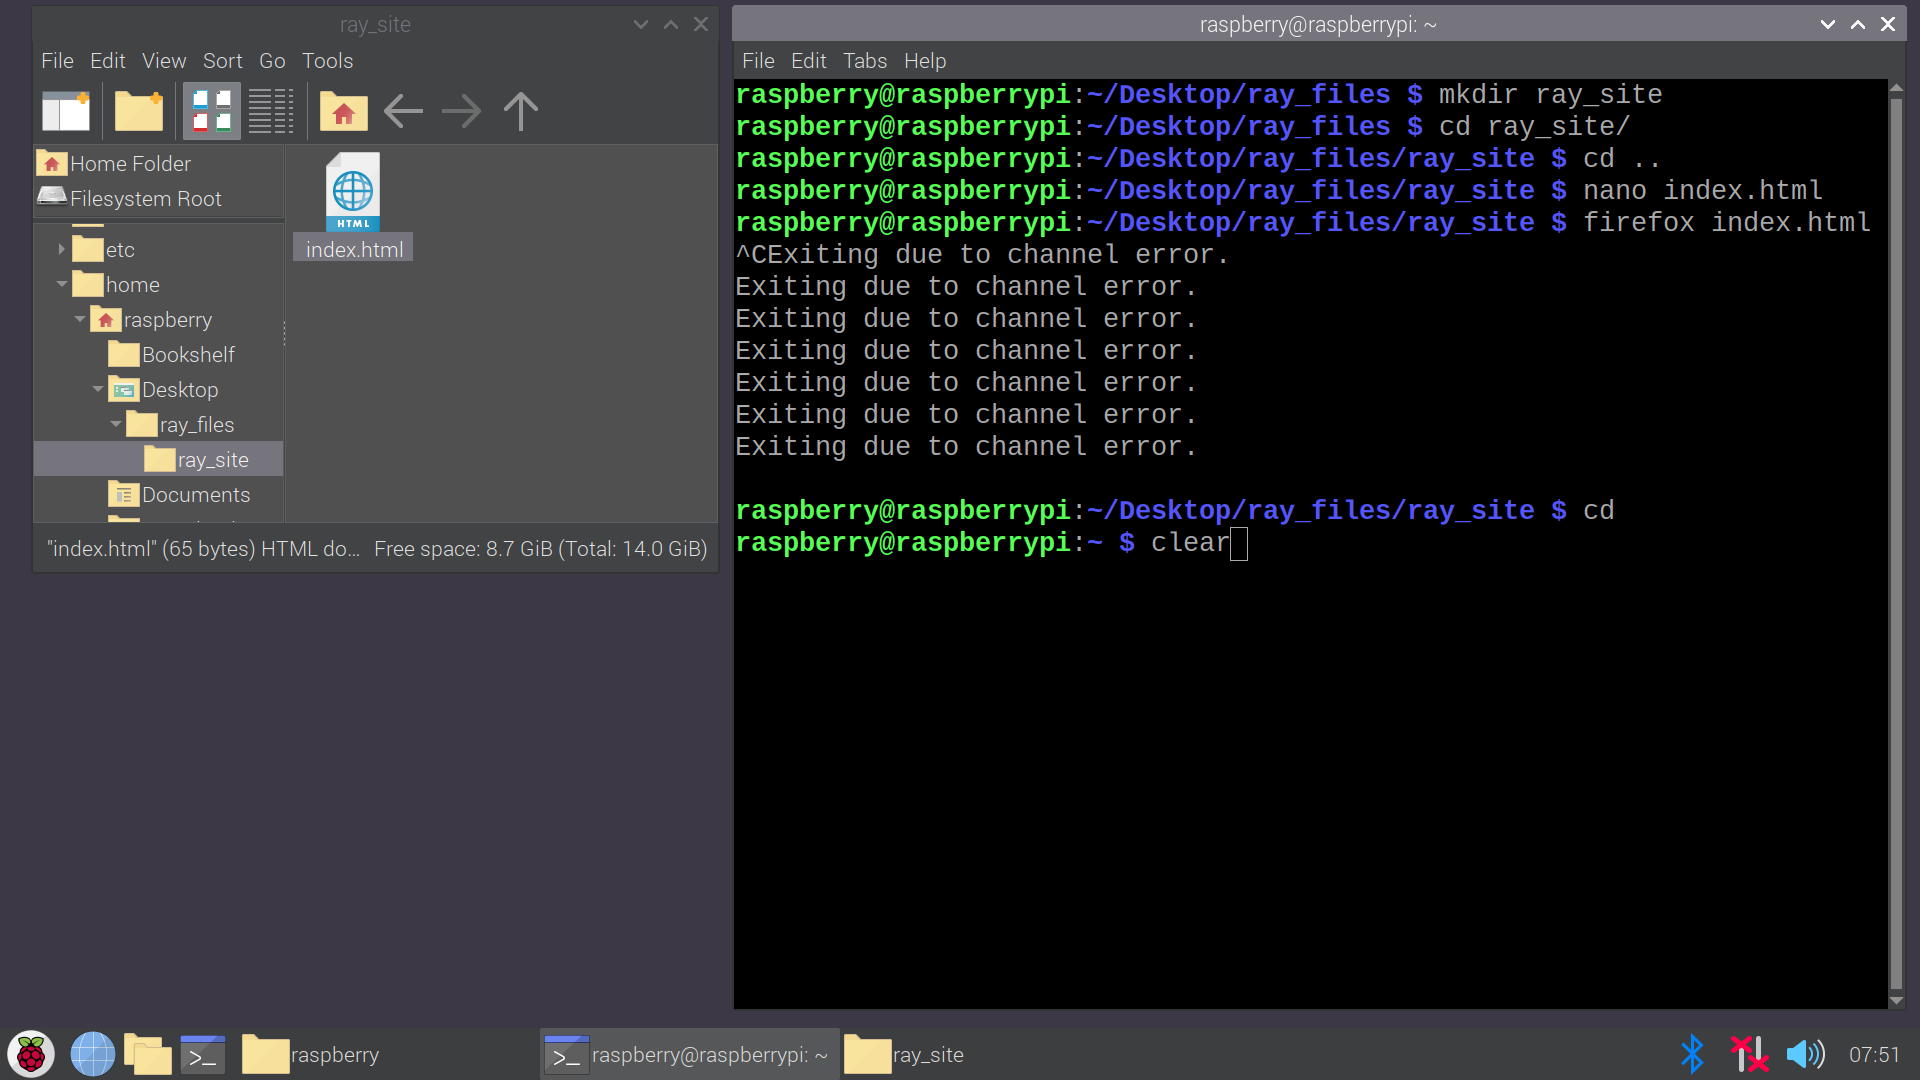 ray_site
File Edit View Sort Go Tools
Home Folder
Filesystem Root
etc
home
raspberry
Bookshelf
Desktop
ray_files
ray_site
Documents
HTML
index.html
"index.html" (65 bytes) HTML do... Free space: 8.7 GiB (Total: 14.0 GiB)
raspberry@raspberrypi: ~
File Edit Tabs Help
raspberry@raspberrypi:~/Desktop/ray_files $ mkdir ray_site
raspberry@raspberrypi:~/Desktop/ray_files $ cd ray_site/
raspberry@raspberrypi:~/Desktop/ray_files/ray_site $ cd ..
raspberry@raspberrypi:~/Desktop/ray_files/ray_site $ nano index.html
raspberry@raspberrypi:~/Desktop/ray_files/ray_site $ firefox index.html
^CExiting due to channel error.
Exiting due to channel error.
Exiting due to channel error.
Exiting due to channel error.
Exiting due to channel error.
Exiting due to channel error.
Exiting due to channel error.
raspberry@raspberrypi:~/Desktop/ray_files/ray_site $ cd
raspberry@raspberrypi:~ $ clear
>_ raspberry >_ raspberry@raspberrypi: ~ ray_site 07:51